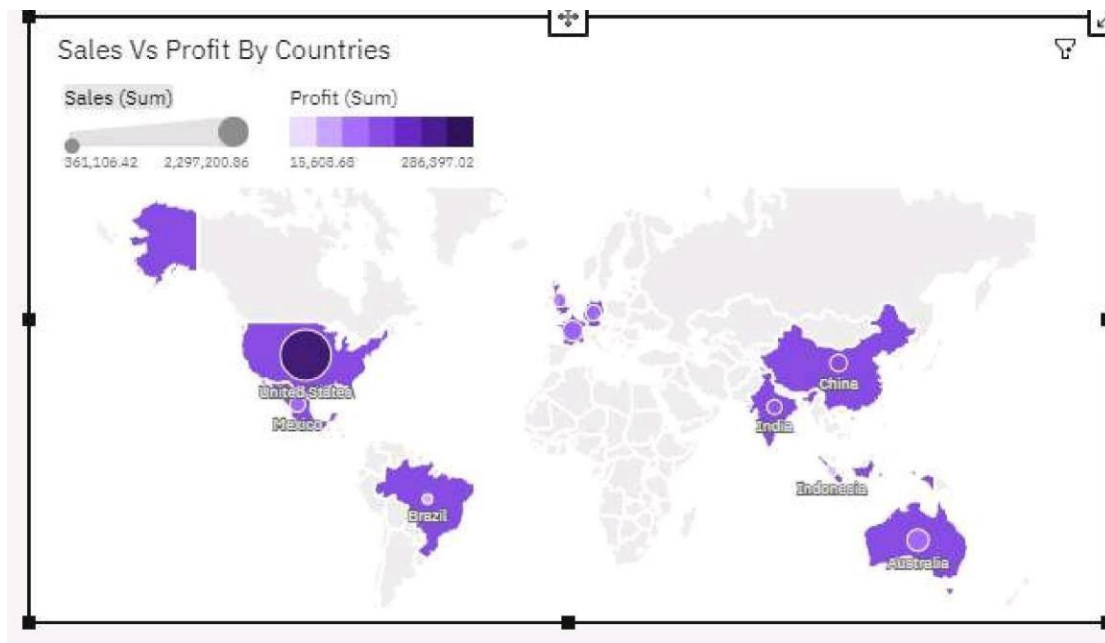 Sales Vs Profit By Countries
Sales (Sum)
Profit (Sum)
361,106.42 2,297,200.86
15,608.68 286,397.02
United States
Mexico
Brazil
China
India
Indonesia
Australia